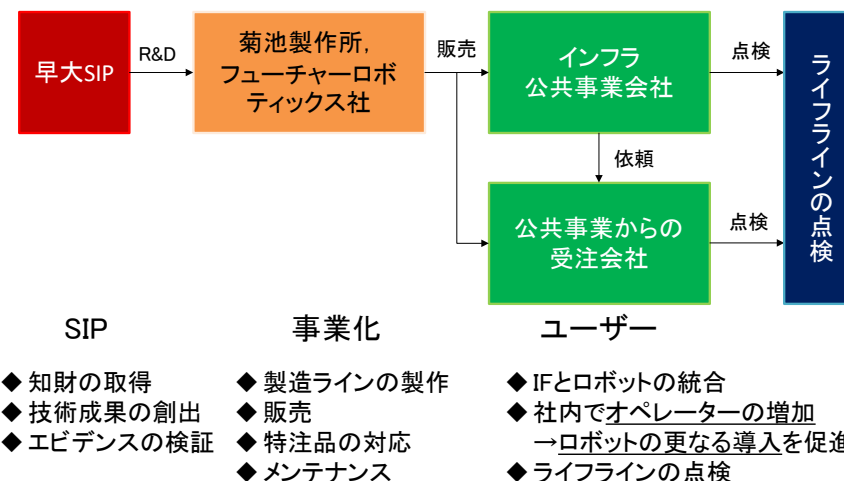 早大SIP
R&D
菊池製作所,
フューチャーロボ
ティックス社
販売
インフラ
公共事業会社
点検
依頼
公共事業からの
受注会社
点検
ライフラインの点検
SIP
◆ 知財の取得
◆ 技術成果の創出
◆ エビデンスの検証
事業化
◆ 製造ラインの製作
◆ 販売
◆ 特注品の対応
◆ メンテナンス
ユーザー
◆ IFとロボットの統合
◆ 社内でオペレーターの増加
→ロボットの更なる導入を促進
◆ ライフラインの点検